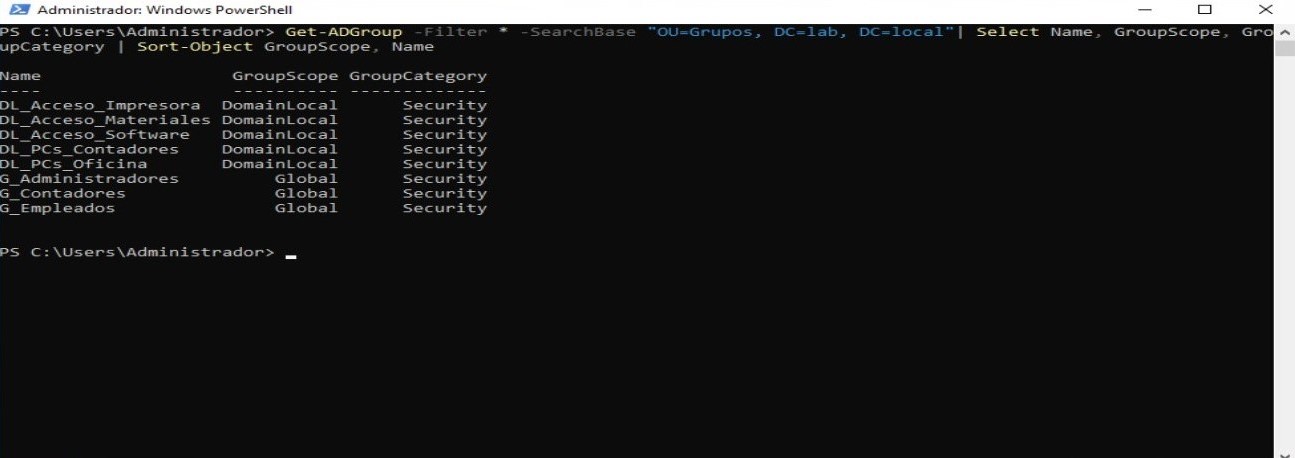 Administrador: Windows PowerShell
PS C:\Users\Administrador> Get-ADGroup -Filter * -SearchBase "OU=Grupos, DC=lab, DC=local"| Select Name, GroupScope, Gro
upCategory | Sort-Object GroupScope, Name
Name GroupScope GroupCategory
---- ---------- -------------
DL_Acceso_Impresora DomainLocal Security
DL_Acceso_Materiales DomainLocal Security
DL_Acceso_Software DomainLocal Security
DL_PCs_Contadores DomainLocal Security
DL_PCs_Oficina DomainLocal Security
G_Administradores Global Security
G_Contadores Global Security
G_Empleados Global Security
PS C:\Users\Administrador> _